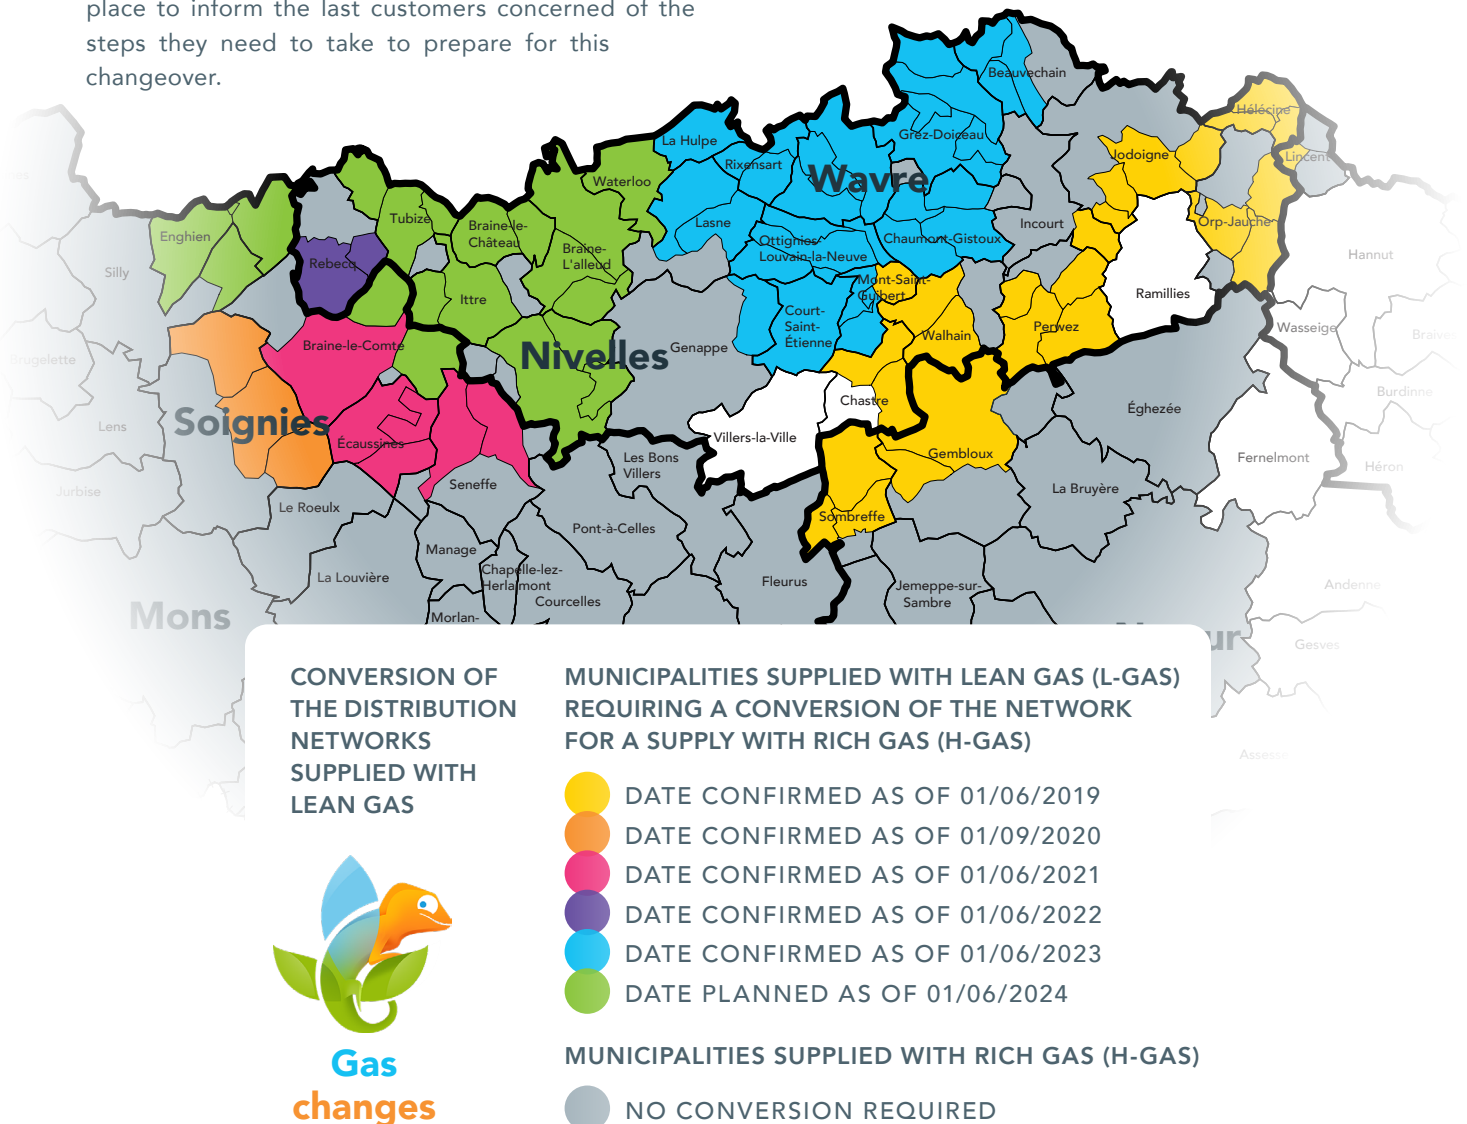 place to inform the last customers concerned of the
steps they need to take to prepare for this
changeover.
Beauvechain
Hélécine
La Hulpe
Grez-Doiceau
Rixensart
Jodoigne
Lincent
Waterloo
Wavre
Tubize
Lasne
Incourt
Orp-Jauche
Enghien
Braine-le-
Château
Ottignies-
Louvain-la-Neuve
Chaumont-Gistoux
Braine-
L'alleud
Hannut
Silly
Rebecq
Mont-Saint-
Guibert
Ramillies
Ittre
Court-
Saint-
Étienne
Perwez
Wasseige
Walhain
Braine-le-Comte
Nivelles
Genappe
Brugelette
Burdinne
Chastre
Éghezée
Soignies
Lens
Écaussines
Villers-la-Ville
Gembloux
Les Bons
Villers
Fernelmont
Héron
Jurbise
Seneffe
La Bruyère
Le Roeulx
Sombreffe
Pont-à-Celles
Manage
La Louvière
Chapelle-lez-
Herlaimont
Fleurus
Jemeppe-sur-
Sambre
Andenne
Courcelles
Mons
Morlan-
ur
Gesves
Assesse
CONVERSION OF
THE DISTRIBUTION
NETWORKS
SUPPLIED WITH
LEAN GAS
MUNICIPALITIES SUPPLIED WITH LEAN GAS (L-GAS)
REQUIRING A CONVERSION OF THE NETWORK
FOR A SUPPLY WITH RICH GAS (H-GAS)
DATE CONFIRMED AS OF 01/06/2019
DATE CONFIRMED AS OF 01/09/2020
DATE CONFIRMED AS OF 01/06/2021
DATE CONFIRMED AS OF 01/06/2022
DATE CONFIRMED AS OF 01/06/2023
DATE PLANNED AS OF 01/06/2024
Gas
changes
MUNICIPALITIES SUPPLIED WITH RICH GAS (H-GAS)
NO CONVERSION REQUIRED